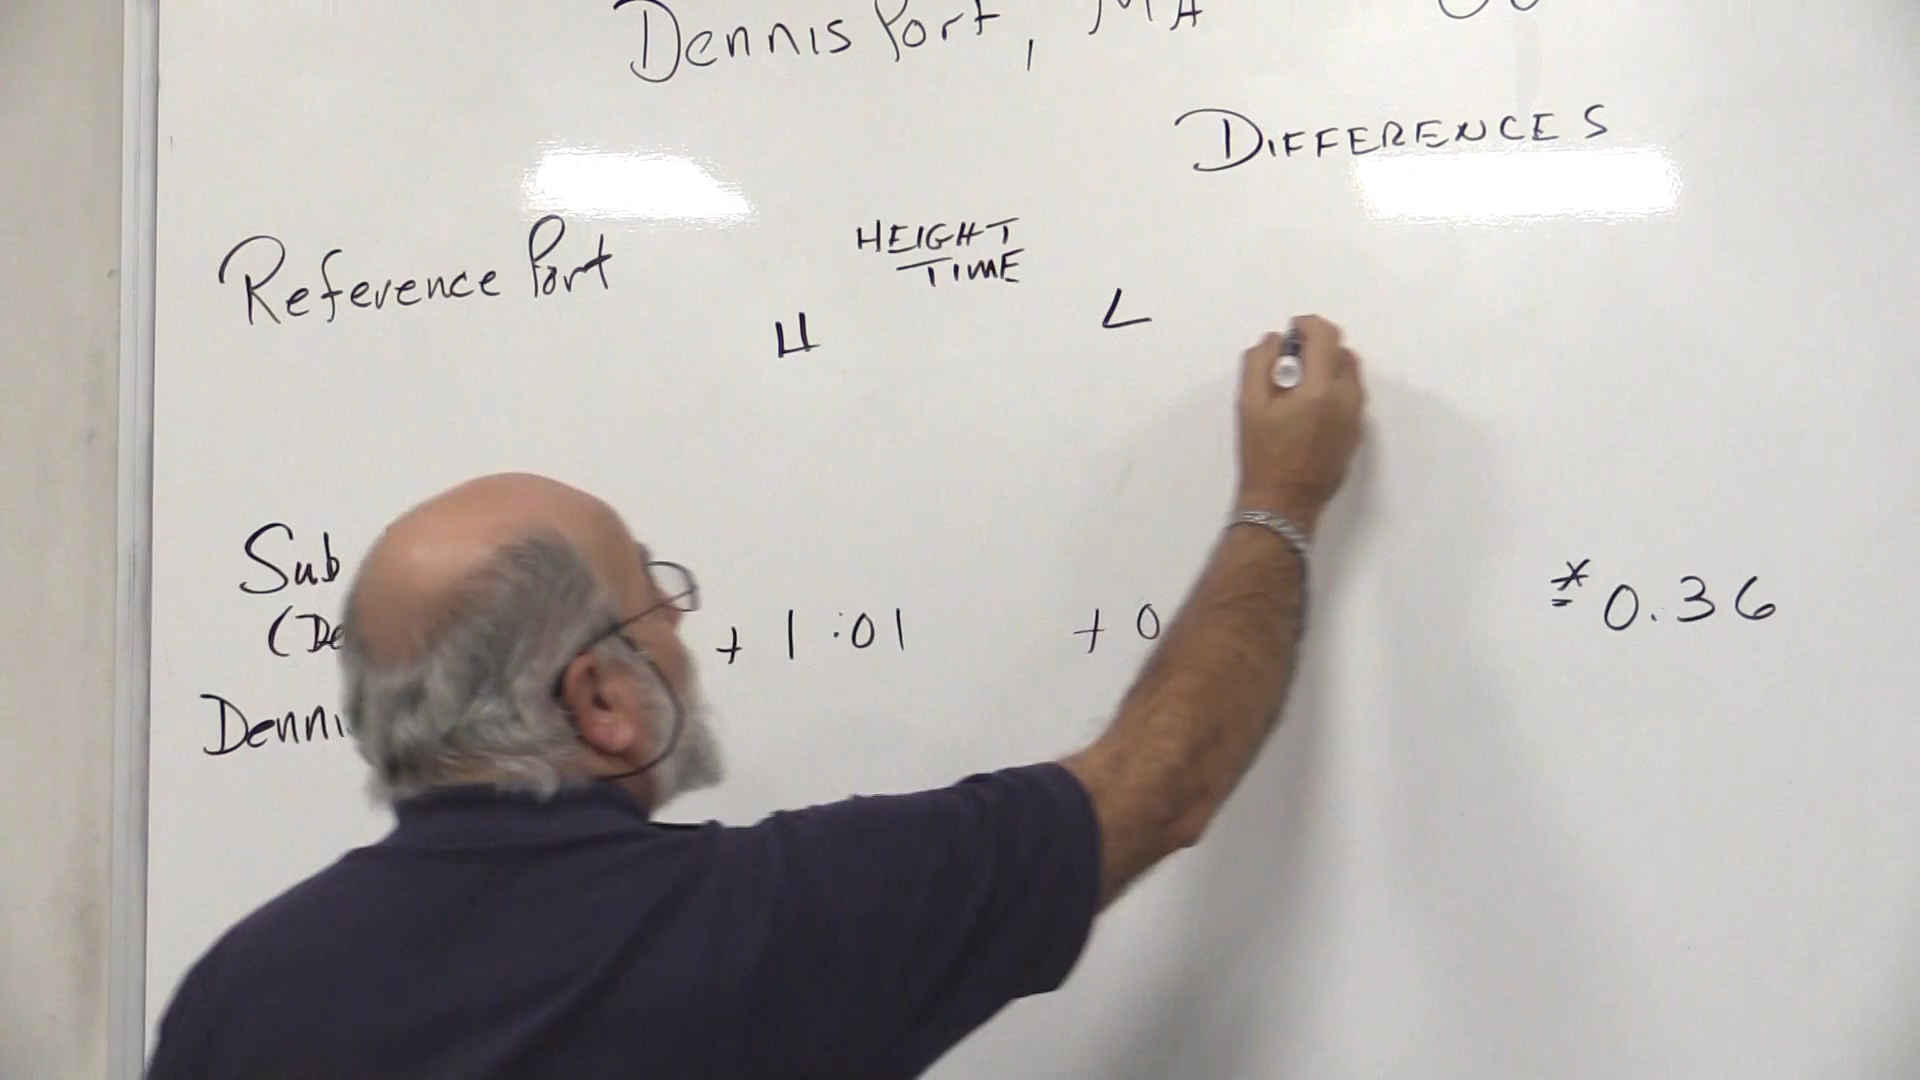 Dennis Port, MA
DIFFERENCES
Reference Port
HEIGHT
TIME
H L
Sub
(De
+ 1:01 + 0 * 0.36
Denni